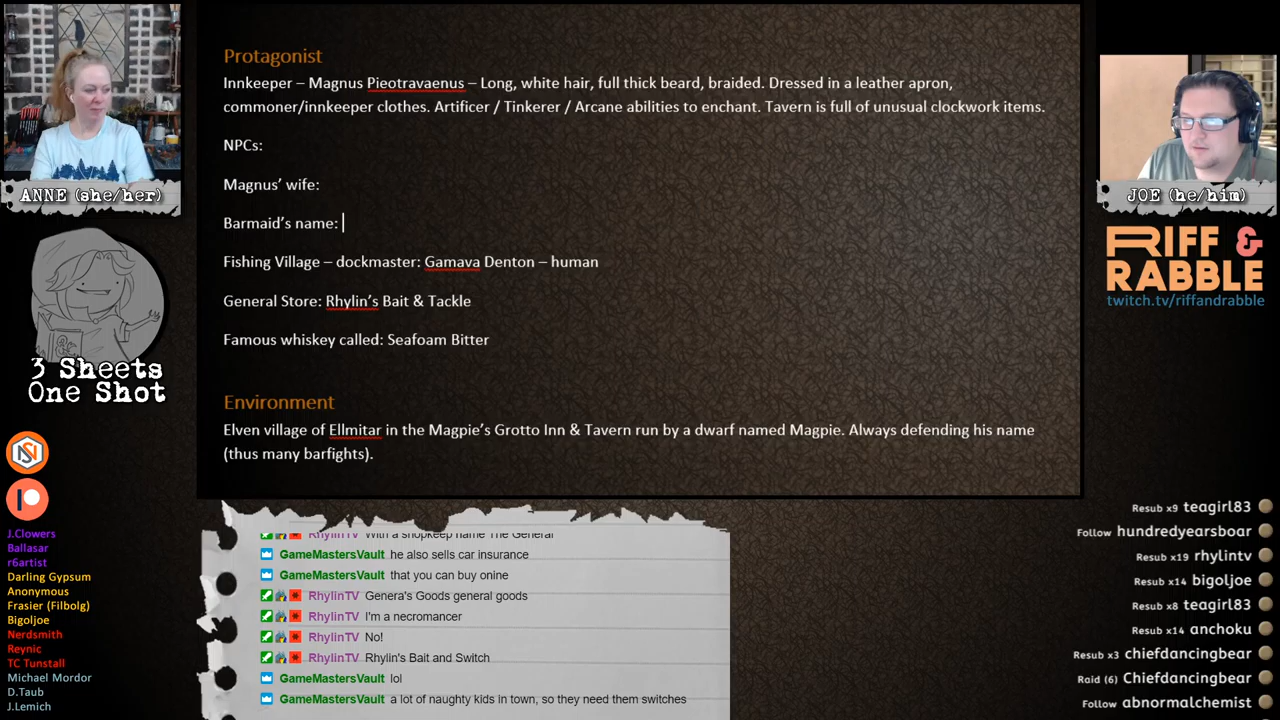 Protagonist
Innkeeper – Magnus Pieotravaenus – Long, white hair, full thick beard, braided. Dressed in a leather apron,
commoner/innkeeper clothes. Artificer / Tinkerer / Arcane abilities to enchant. Tavern is full of unusual clockwork items.
NPCs:
Magnus’ wife:
Barmaid’s name:
Fishing Village – dockmaster: Gamava Denton – human
General Store: Rhylin’s Bait & Tackle
Famous whiskey called: Seafoam Bitter
Environment
Elven village of Ellmitar in the Magpie’s Grotto Inn & Tavern run by a dwarf named Magpie. Always defending his name
(thus many barfights).
ANNE (she/her)
3 Sheets
One Shot
J.Clowers
Ballasar
r6artist
Darling Gypsum
Anonymous
Frasier (Filbolg)
Bigoljoe
Nerdsmith
Reynic
TC Tunstall
Michael Mordor
D.Taub
J.Lemich
RhylinTV With a shopkeep name The General
GameMastersVault he also sells car insurance
GameMastersVault that you can buy onine
RhylinTV Genera's Goods general goods
RhylinTV I'm a necromancer
RhylinTV No!
RhylinTV Rhylin's Bait and Switch
GameMastersVault lol
GameMastersVault a lot of naughty kids in town, so they need them switches
JOE (he/him)
RIFF &
RABBLE
twitch.tv/riffandrabble
Resub x9 teagirl83
Follow hundredyearsboar
Resub x19 rhylintv
Resub x14 bigoljoe
Resub x8 teagirl83
Resub x14 anchoku
Resub x3 chiefdancingbear
Raid (6) Chiefdancingbear
Follow abnormalchemist